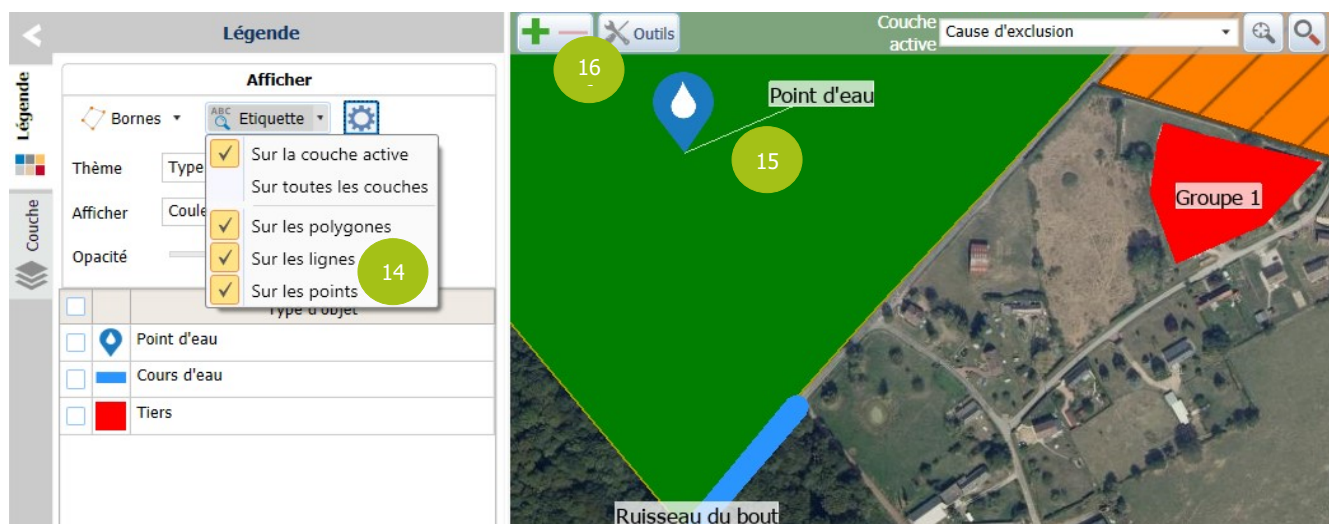 Légende
Afficher
Légende
Couche
Bornes
ABC
Etiquette
Sur la couche active
Sur toutes les couches
Sur les polygones
Sur les lignes
Sur les points
14
Thème
Type
Afficher
Coule
Opacité
Type d'objet
Point d'eau
Cours d'eau
Tiers
Outils
Couche
active
Cause d'exclusion
16
Point d'eau
15
Groupe 1
Ruisseau du bout